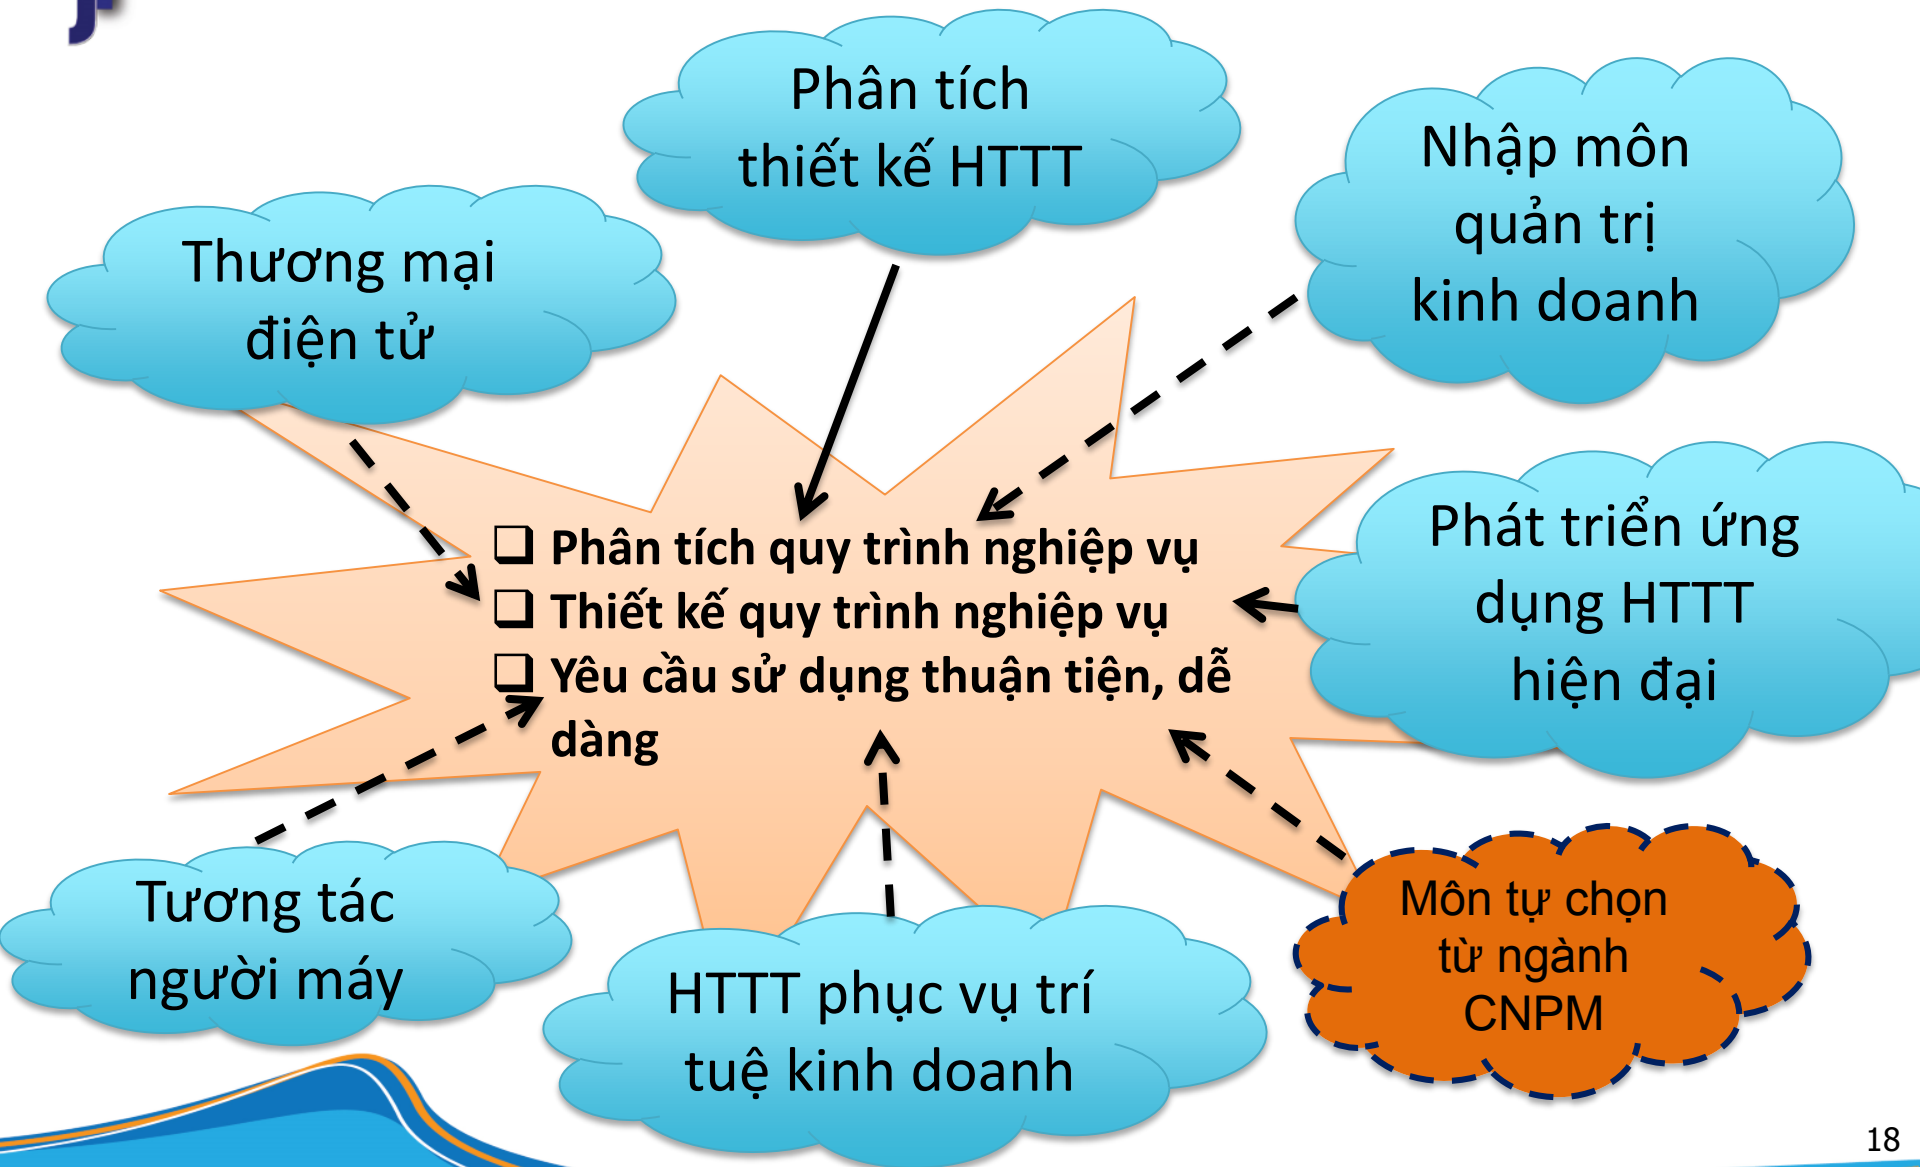 Phân tích
thiết kế HTTT
Nhập môn
quản trị
kinh doanh
Thương mại
điện tử
Phát triển ứng
dụng HTTT
hiện đại
❑ Phân tích quy trình nghiệp vụ
❑ Thiết kế quy trình nghiệp vụ
❑ Yêu cầu sử dụng thuận tiện, dễ
dàng
Tương tác
người máy
HTTT phục vụ trí
tuệ kinh doanh
Môn tự chọn
từ ngành
CNPM
18